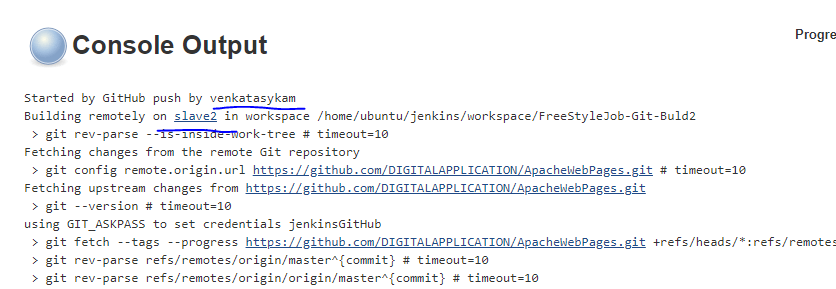 Console Output
Progre
Started by GitHub push by venkatasykam
Building remotely on slave2 in workspace /home/ubuntu/jenkins/workspace/FreeStyleJob-Git-Buld2
> git rev-parse --is-inside-work-tree # timeout=10
Fetching changes from the remote Git repository
> git config remote.origin.url https://github.com/DIGITALAPPLICATION/ApacheWebPages.git # timeout=10
Fetching upstream changes from https://github.com/DIGITALAPPLICATION/ApacheWebPages.git
> git --version # timeout=10
using GIT_ASKPASS to set credentials jenkinsGitHub
> git fetch --tags --progress https://github.com/DIGITALAPPLICATION/ApacheWebPages.git +refs/heads/*:refs/remotes
> git rev-parse refs/remotes/origin/master^{commit} # timeout=10
> git rev-parse refs/remotes/origin/origin/master^{commit} # timeout=10